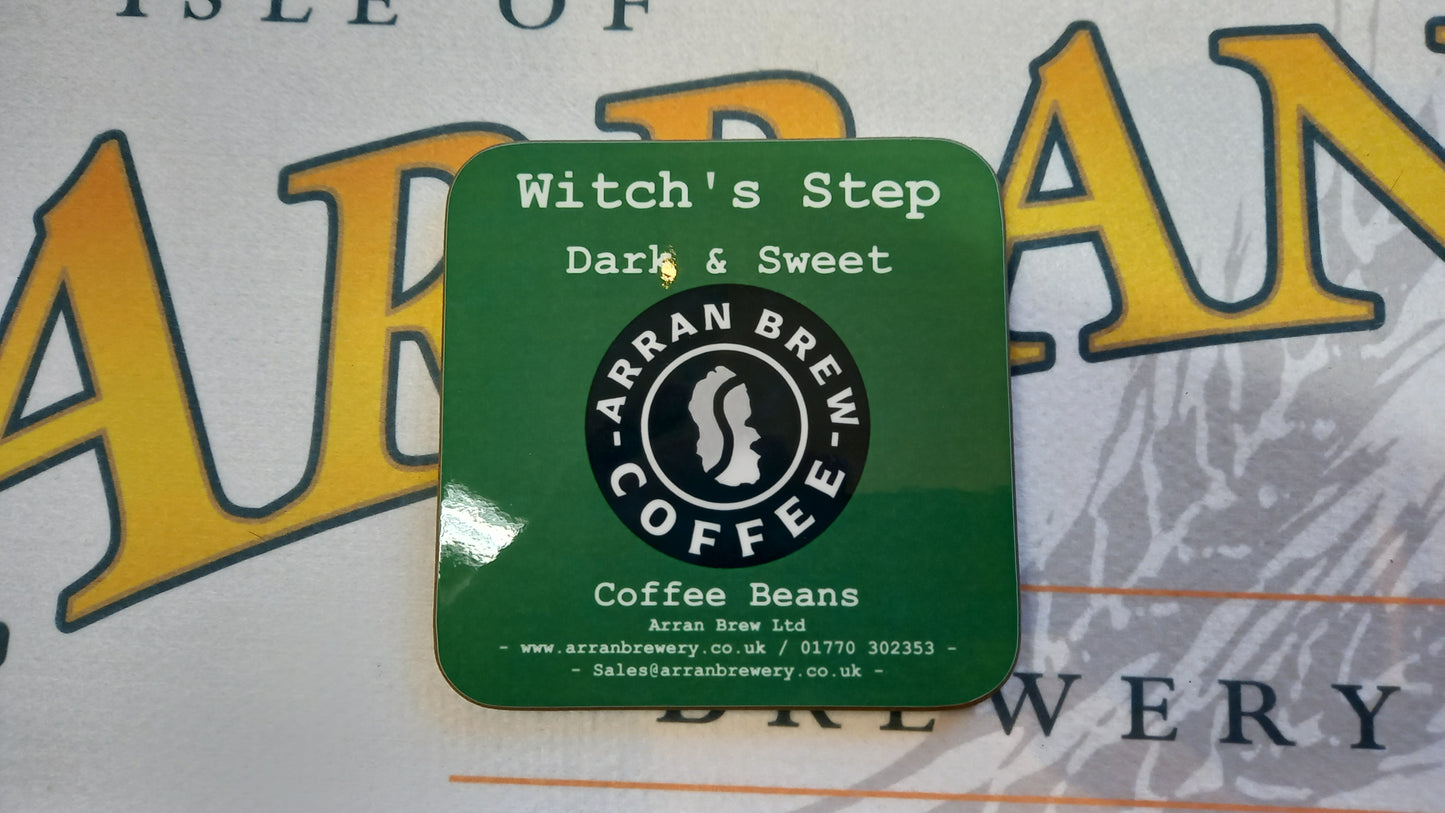 ISLE OF
ARRAN
Witch's Step
Dark & Sweet
ARRAN BREW
- COFFEE -
Coffee Beans
Arran Brew Ltd
- www.arranbrewery.co.uk / 01770 302353 -
- Sales@arranbrewery.co.uk -
BREWERY